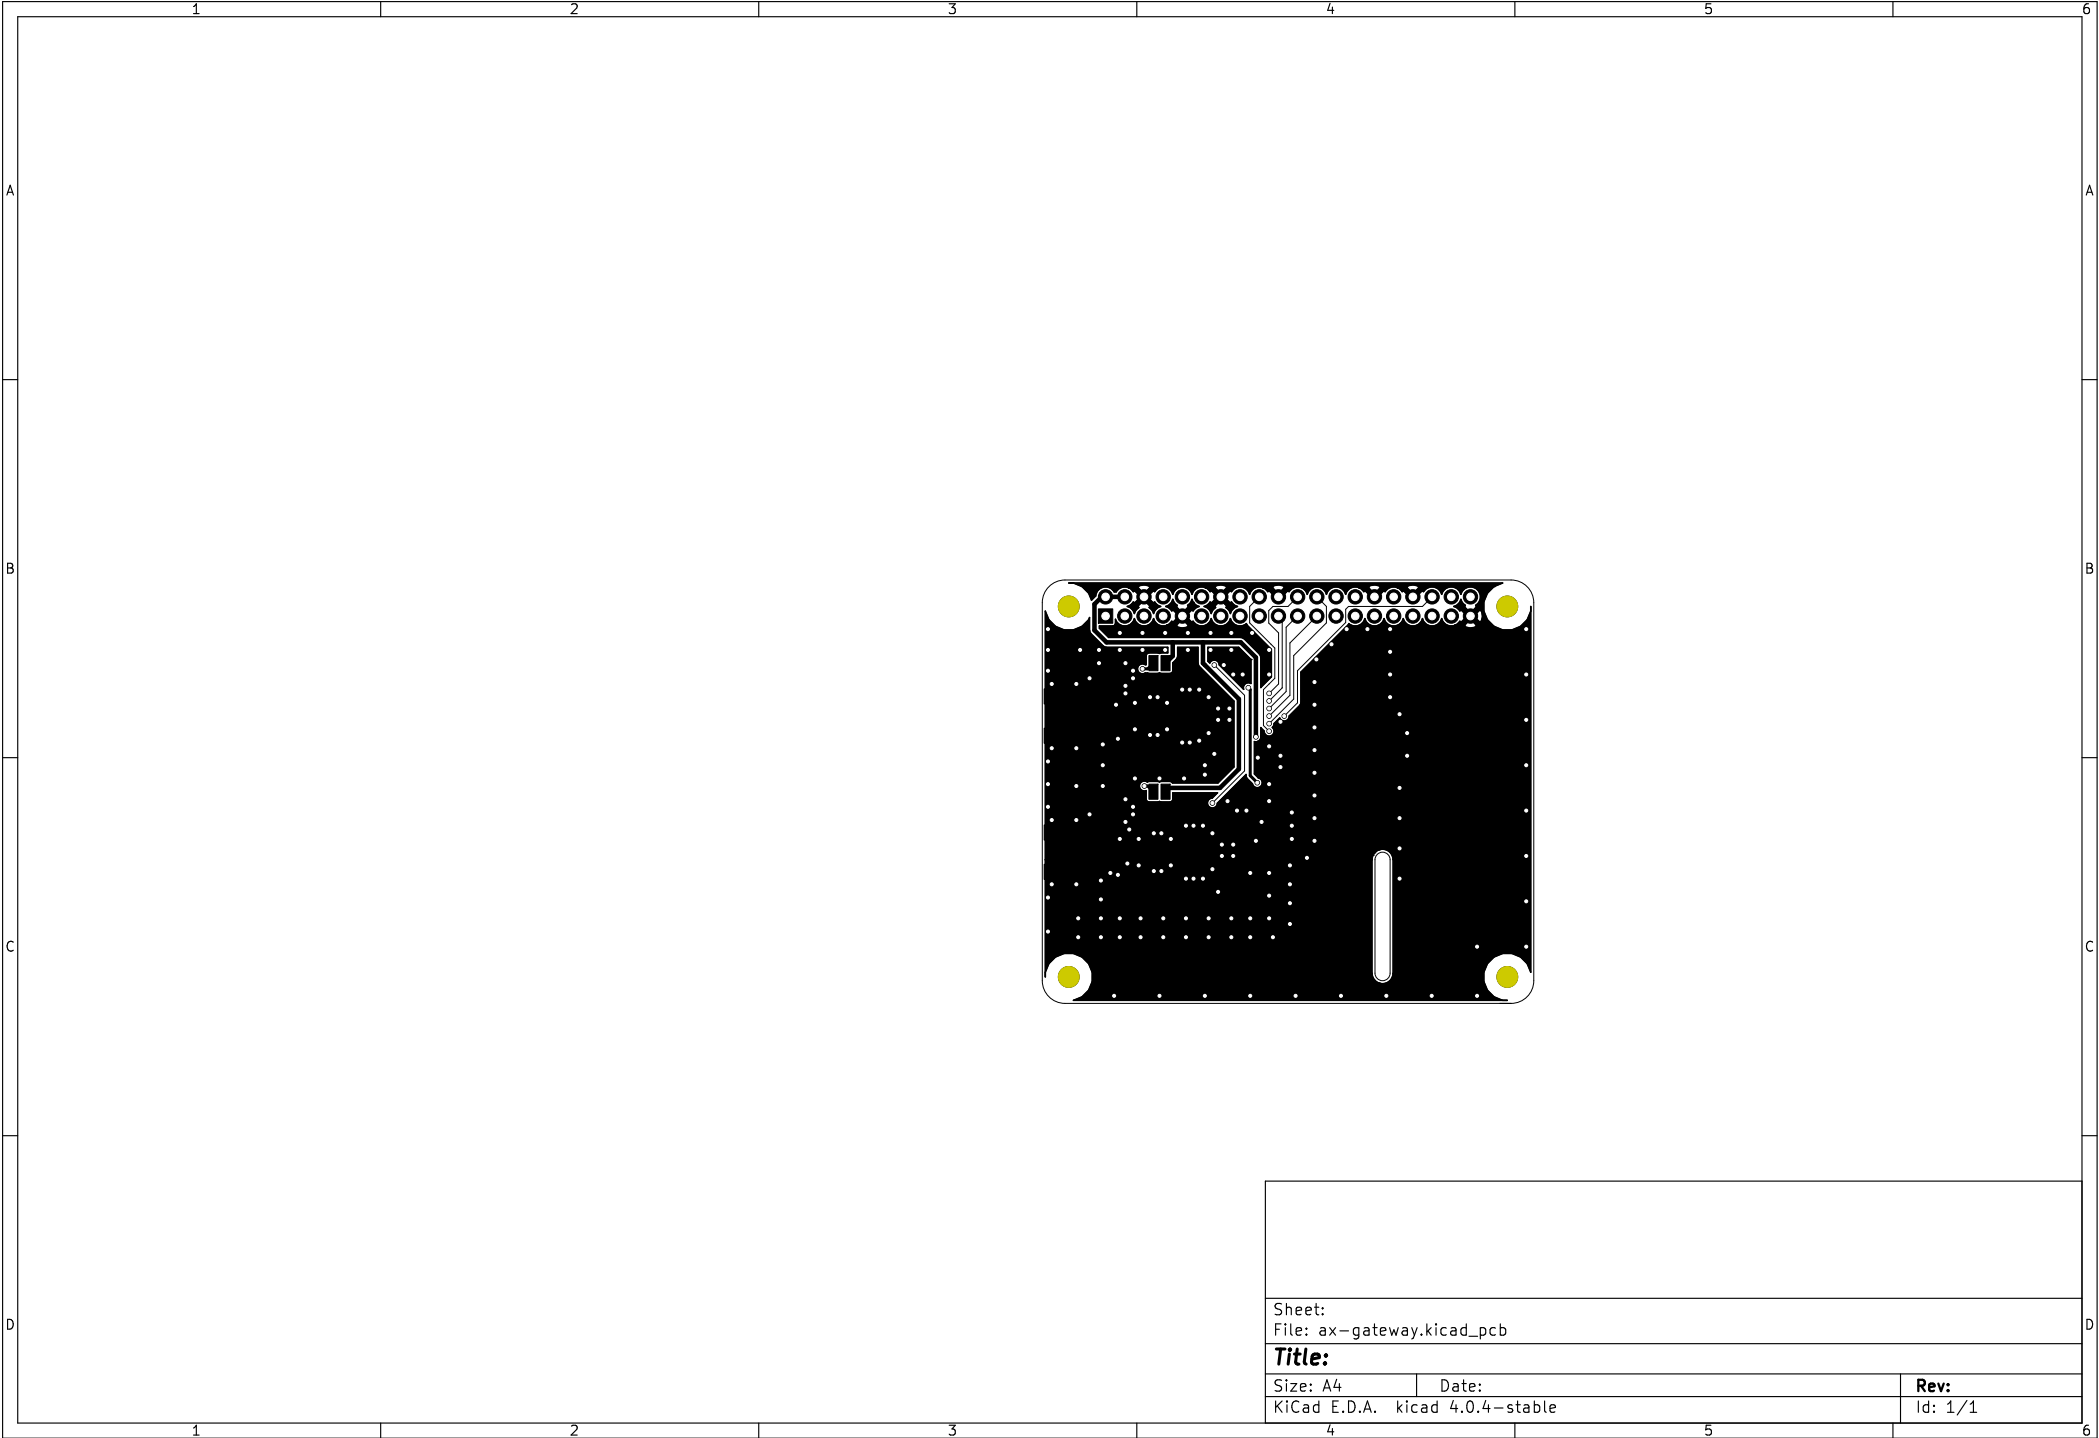 1 2 3 4 5 6
A A
B B
C C
D D
Sheet:
File: ax-gateway.kicad_pcb
Title:
Size: A4 Date: Rev:
KiCad E.D.A. kicad 4.0.4-stable Id: 1/1
1 2 3 4 5 6